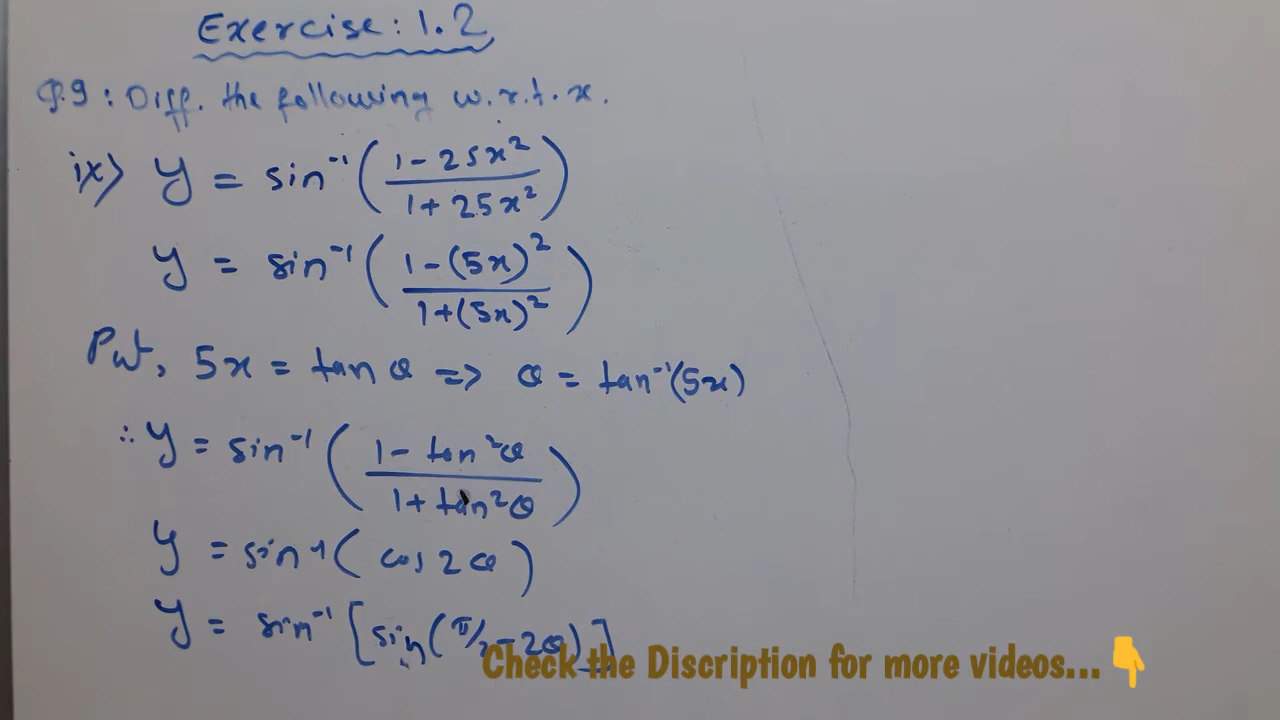 Exercise: 1.2
Q.9: Diff. the following w.r.t. x.
ix> y = sin⁻¹ ( 1 - 25x² / 1 + 25x² )
y = sin⁻¹ ( 1 - (5x)² / 1 + (5x)² )
Put, 5x = tan θ => θ = tan⁻¹(5x)
∴ y = sin⁻¹ ( 1 - tan²θ / 1 + tan²θ )
y = sin⁻¹ ( cos 2θ )
y = sin⁻¹ [ sin ( π/2 - 2θ ) ]
Check the Discription for more videos... 👇